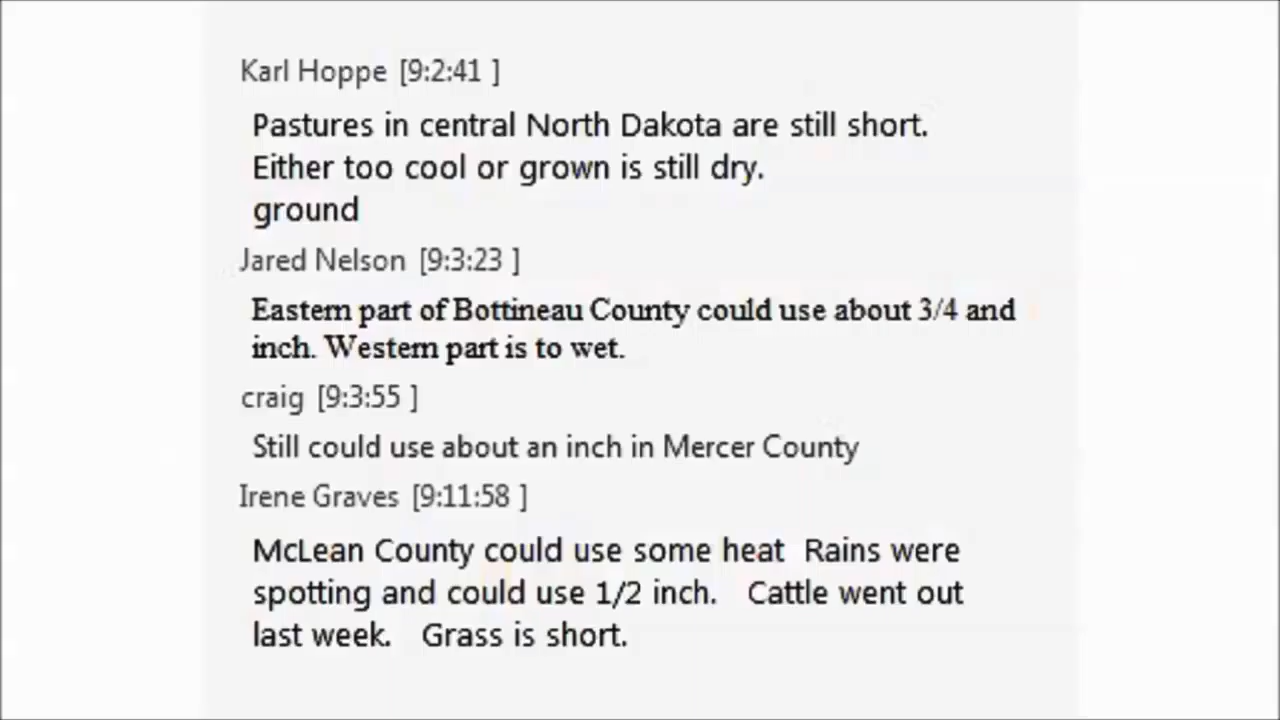 Karl Hoppe [9:2:41 ]
Pastures in central North Dakota are still short.
Either too cool or grown is still dry.
ground
Jared Nelson [9:3:23 ]
Eastern part of Bottineau County could use about 3/4 and
inch. Western part is to wet.
craig [9:3:55 ]
Still could use about an inch in Mercer County
Irene Graves [9:11:58 ]
McLean County could use some heat  Rains were
spotting and could use 1/2 inch.   Cattle went out
last week.   Grass is short.